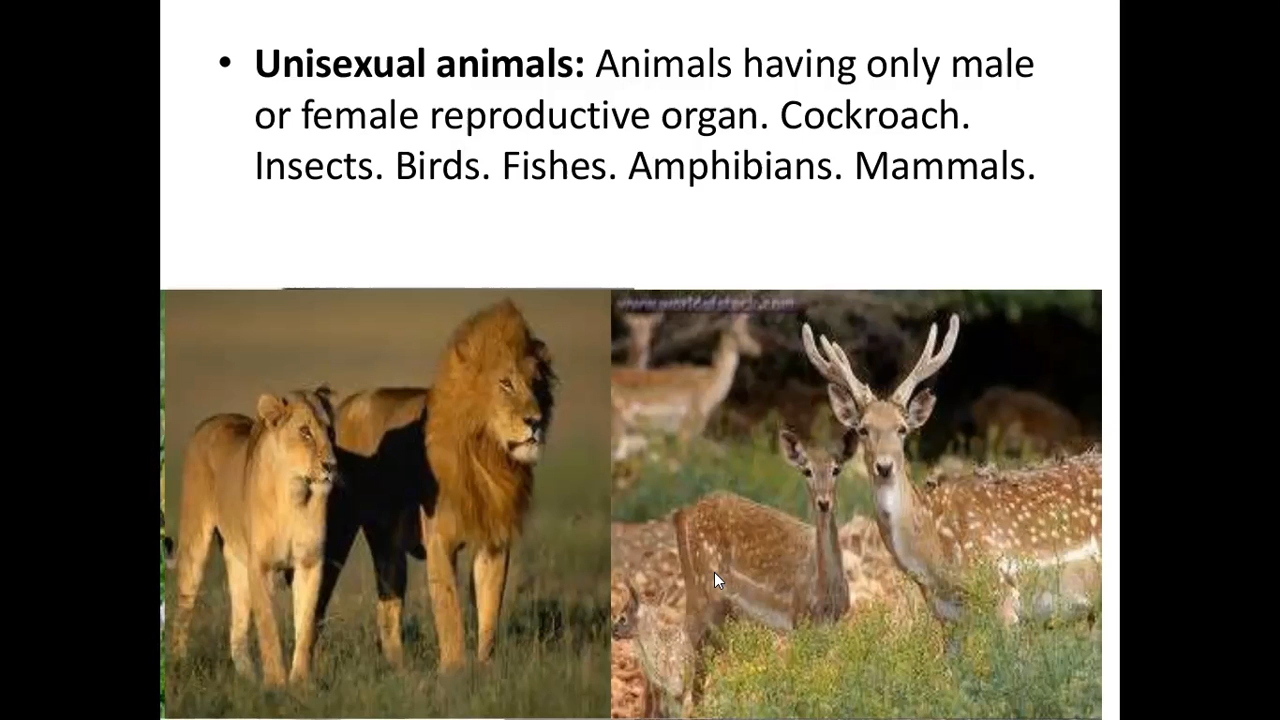 • Unisexual animals: Animals having only male
or female reproductive organ. Cockroach.
Insects. Birds. Fishes. Amphibians. Mammals.